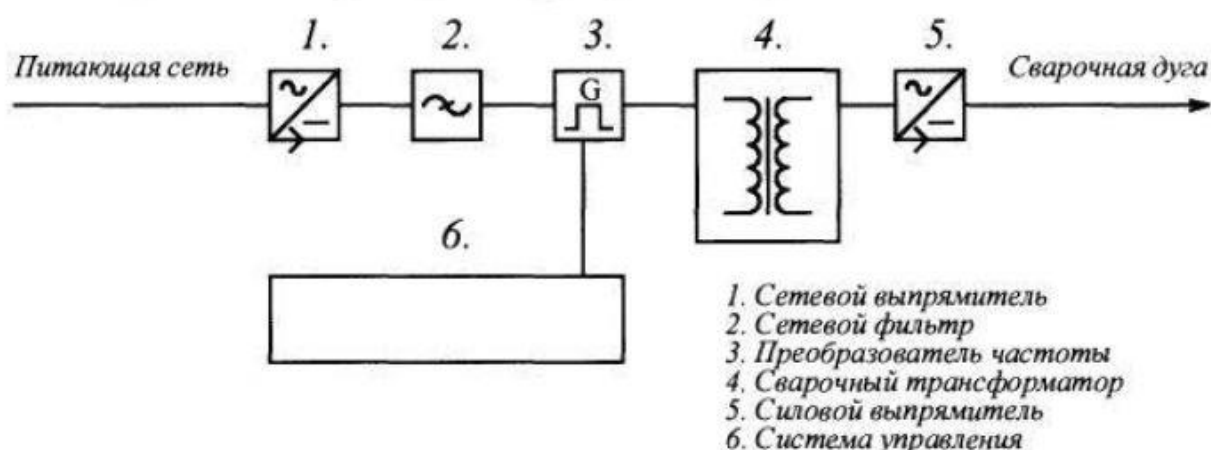 1. 2. 3. 4. 5.
Питающая сеть
Сварочная дуга
G
6.
1. Сетевой выпрямитель
2. Сетевой фильтр
3. Преобразователь частоты
4. Сварочный трансформатор
5. Силовой выпрямитель
6. Система управления